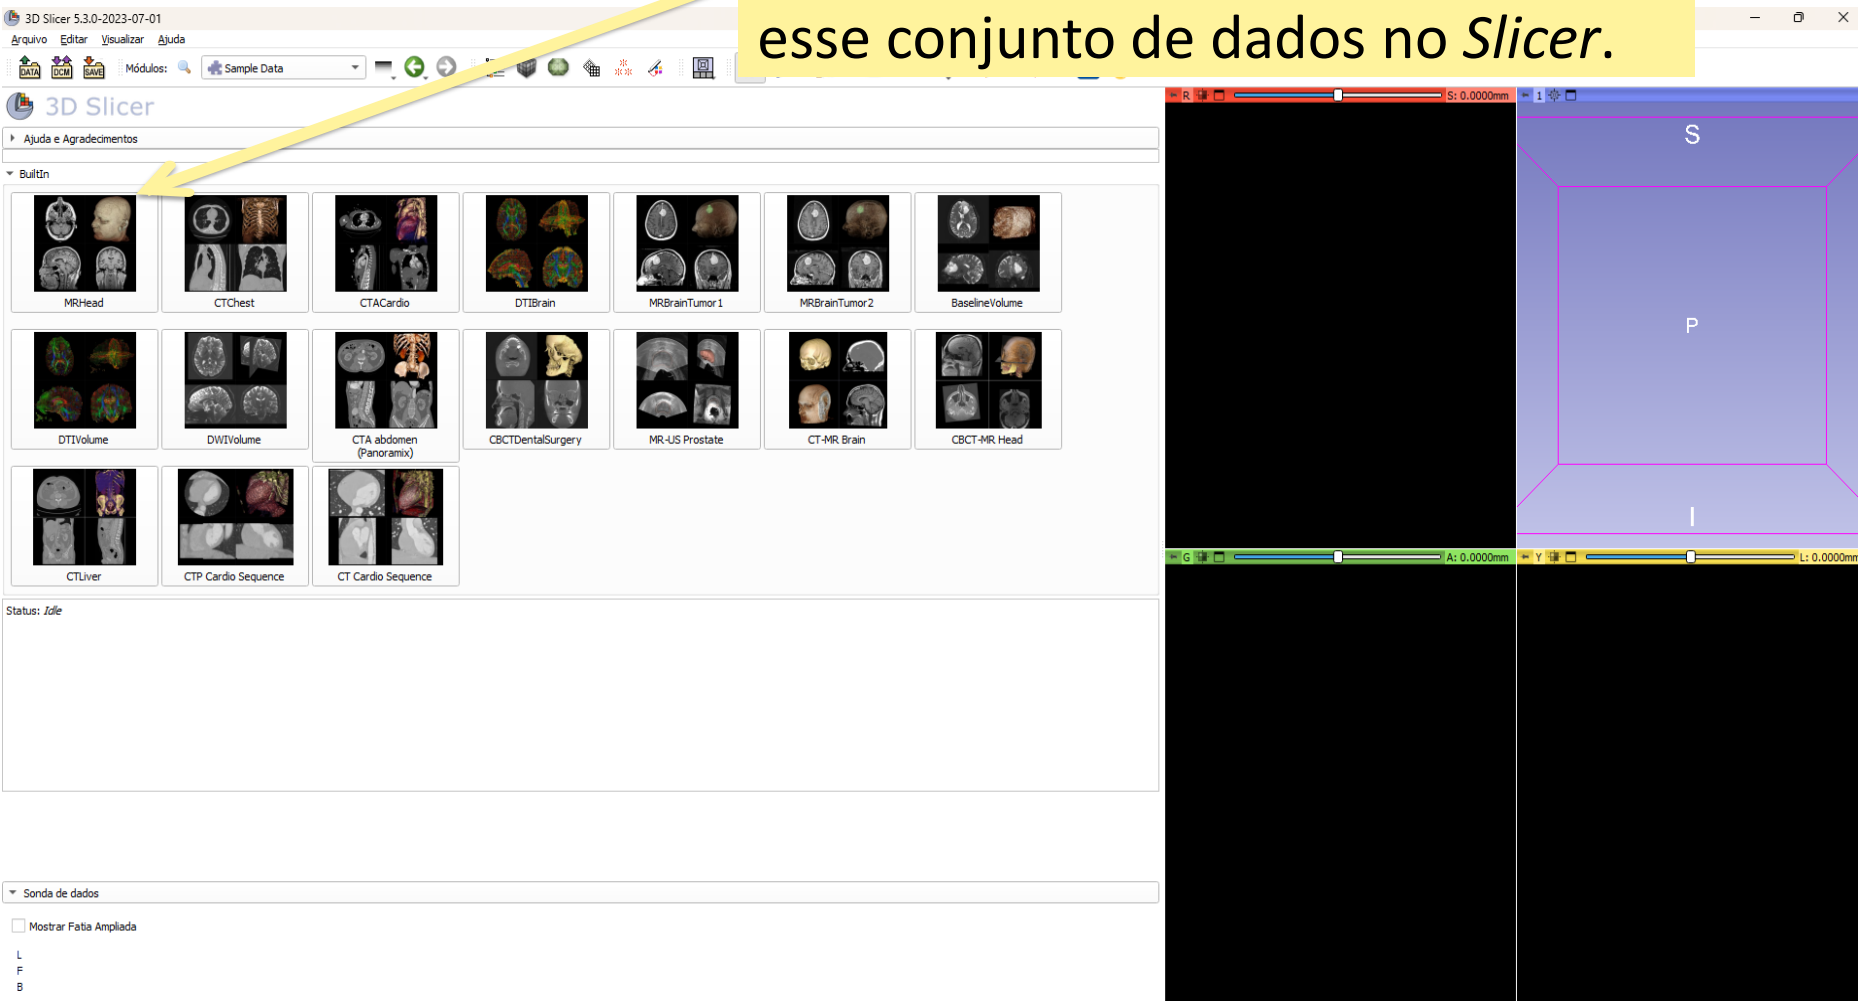 esse conjunto de dados no Slicer.
3D Slicer 5.3.0-2023-07-01
Arquivo Editar Visualizar Ajuda
DATA DCM SAVE Módulos: Sample Data
3D Slicer
Ajuda e Agradecimentos
BuiltIn
MRHead CTChest CTACardio DTIBrain MRBrainTumor1 MRBrainTumor2 BaselineVolume
DTIVolume DWIVolume CTA abdomen (Panoramix) CBCTDentalSurgery MR-US Prostate CT-MR Brain CBCT-MR Head
CTLiver CTP Cardio Sequence CT Cardio Sequence
Status: Idle
Sonda de dados
Mostrar Fatia Ampliada
L
F
B
R S: 0.0000mm
1
S
P
I
G A: 0.0000mm
Y L: 0.0000mm